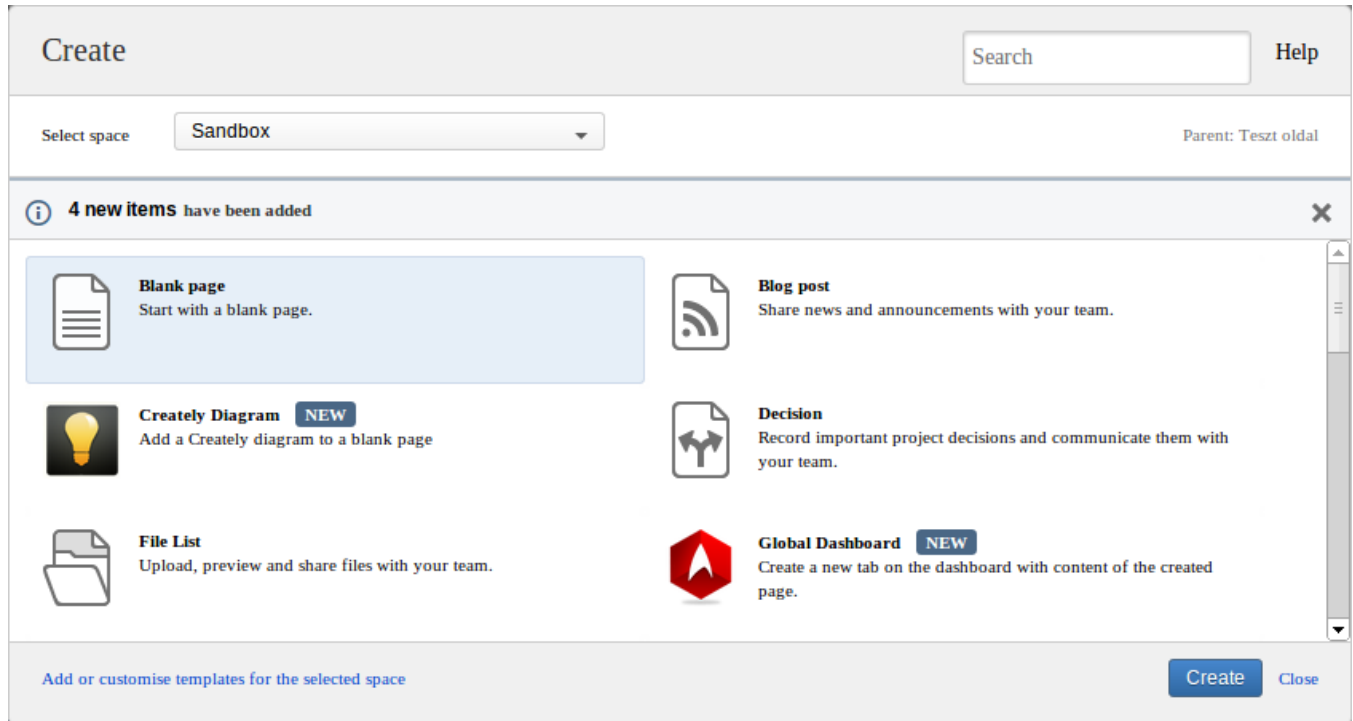 Create
Search
Help
Select space
Sandbox
Parent: Teszt oldal
4 new items have been added
Blank page
Start with a blank page.
Blog post
Share news and announcements with your team.
Creately Diagram NEW
Add a Creately diagram to a blank page
Decision
Record important project decisions and communicate them with
your team.
File List
Upload, preview and share files with your team.
Global Dashboard NEW
Create a new tab on the dashboard with content of the created
page.
Add or customise templates for the selected space
Create
Close